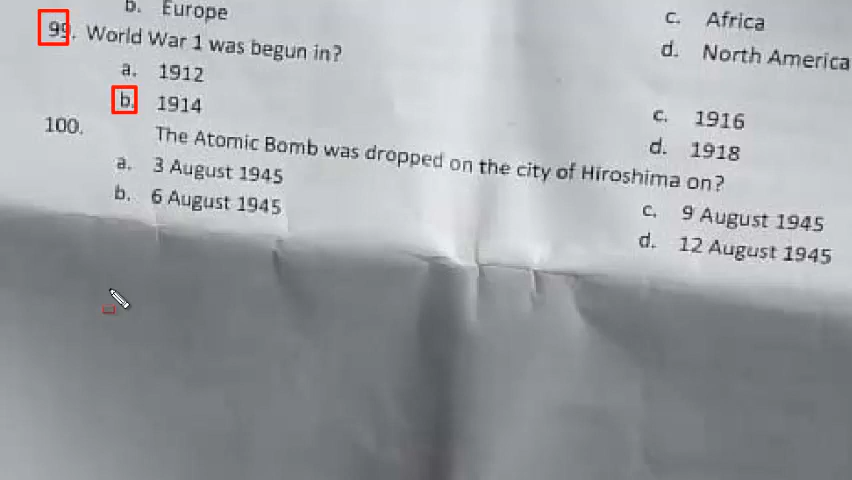 b. Europe
c. Africa
d. North America
99. World War 1 was begun in?
a. 1912
b. 1914
c. 1916
d. 1918
100. The Atomic Bomb was dropped on the city of Hiroshima on?
a. 3 August 1945
b. 6 August 1945
c. 9 August 1945
d. 12 August 1945